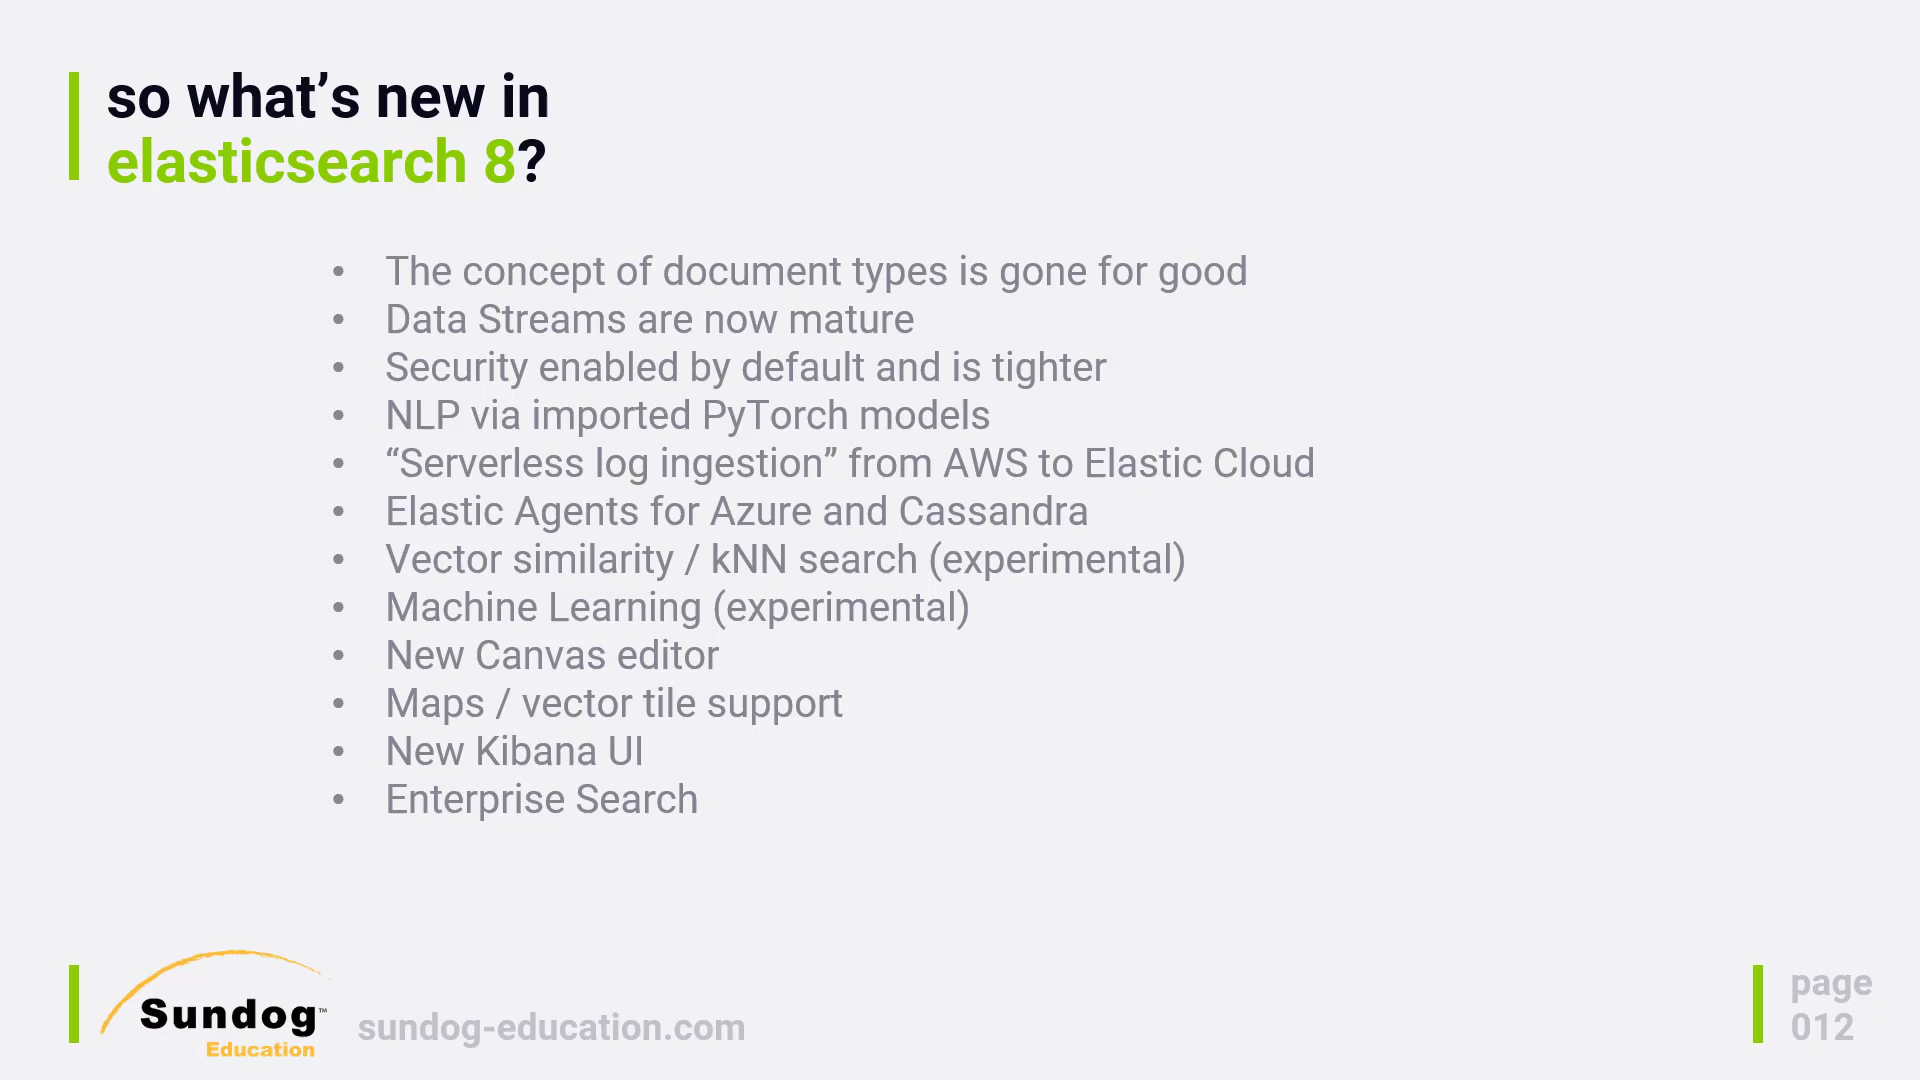 so what’s new in
elasticsearch 8?
• The concept of document types is gone for good
• Data Streams are now mature
• Security enabled by default and is tighter
• NLP via imported PyTorch models
• “Serverless log ingestion” from AWS to Elastic Cloud
• Elastic Agents for Azure and Cassandra
• Vector similarity / kNN search (experimental)
• Machine Learning (experimental)
• New Canvas editor
• Maps / vector tile support
• New Kibana UI
• Enterprise Search
Sundog™
Education
sundog-education.com
page
012